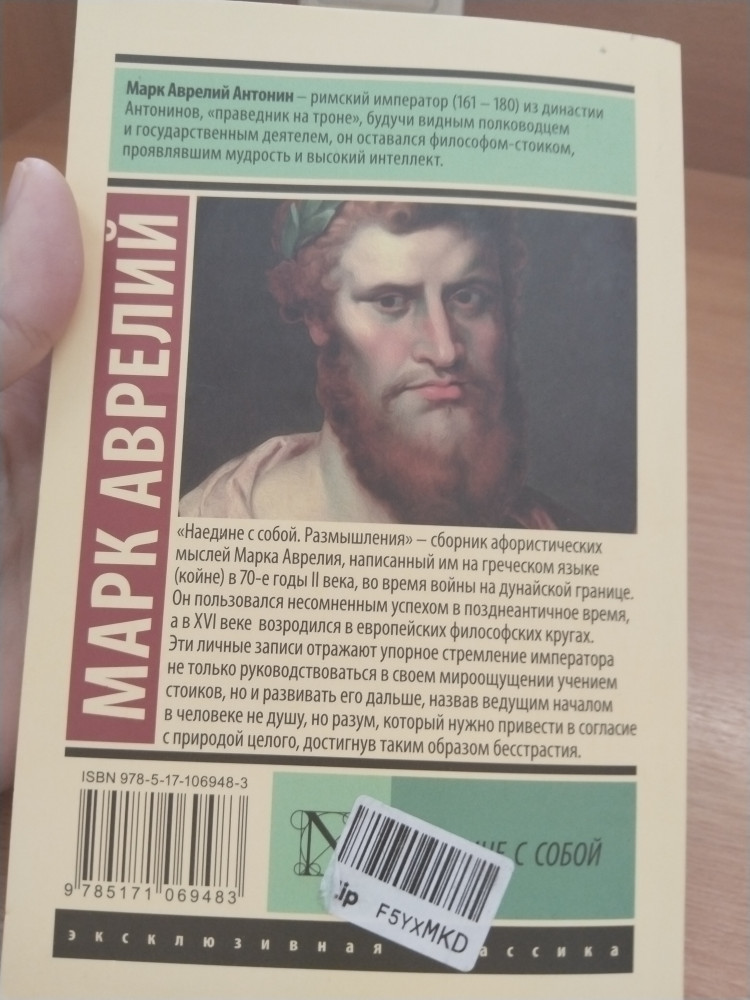 Марк Аврелий Антонин – римский император (161 – 180) из династии
Антонинов, «праведник на троне», будучи видным полководцем
и государственным деятелем, он оставался философом-стоиком,
проявлявшим мудрость и высокий интеллект.
МАРК АВРЕЛИЙ
«Наедине с собой. Размышления» – сборник афористических
мыслей Марка Аврелия, написанный им на греческом языке
(койне) в 70-е годы II века, во время войны на дунайской границе.
Он пользовался несомненным успехом в позднеантичное время,
а в XVI веке возродился в европейских философских кругах.
Эти личные записи отражают упорное стремление императора
не только руководствоваться в своем мироощущении учением
стоиков, но и развивать его дальше, назвав ведущим началом
в человеке не душу, но разум, который нужно привести в согласие
с природой целого, достигнув таким образом бесстрастия.
ISBN 978-5-17-106948-3
9 785171 069483
N
С СОБОЙ
F5YXMKD
эксклюзивная